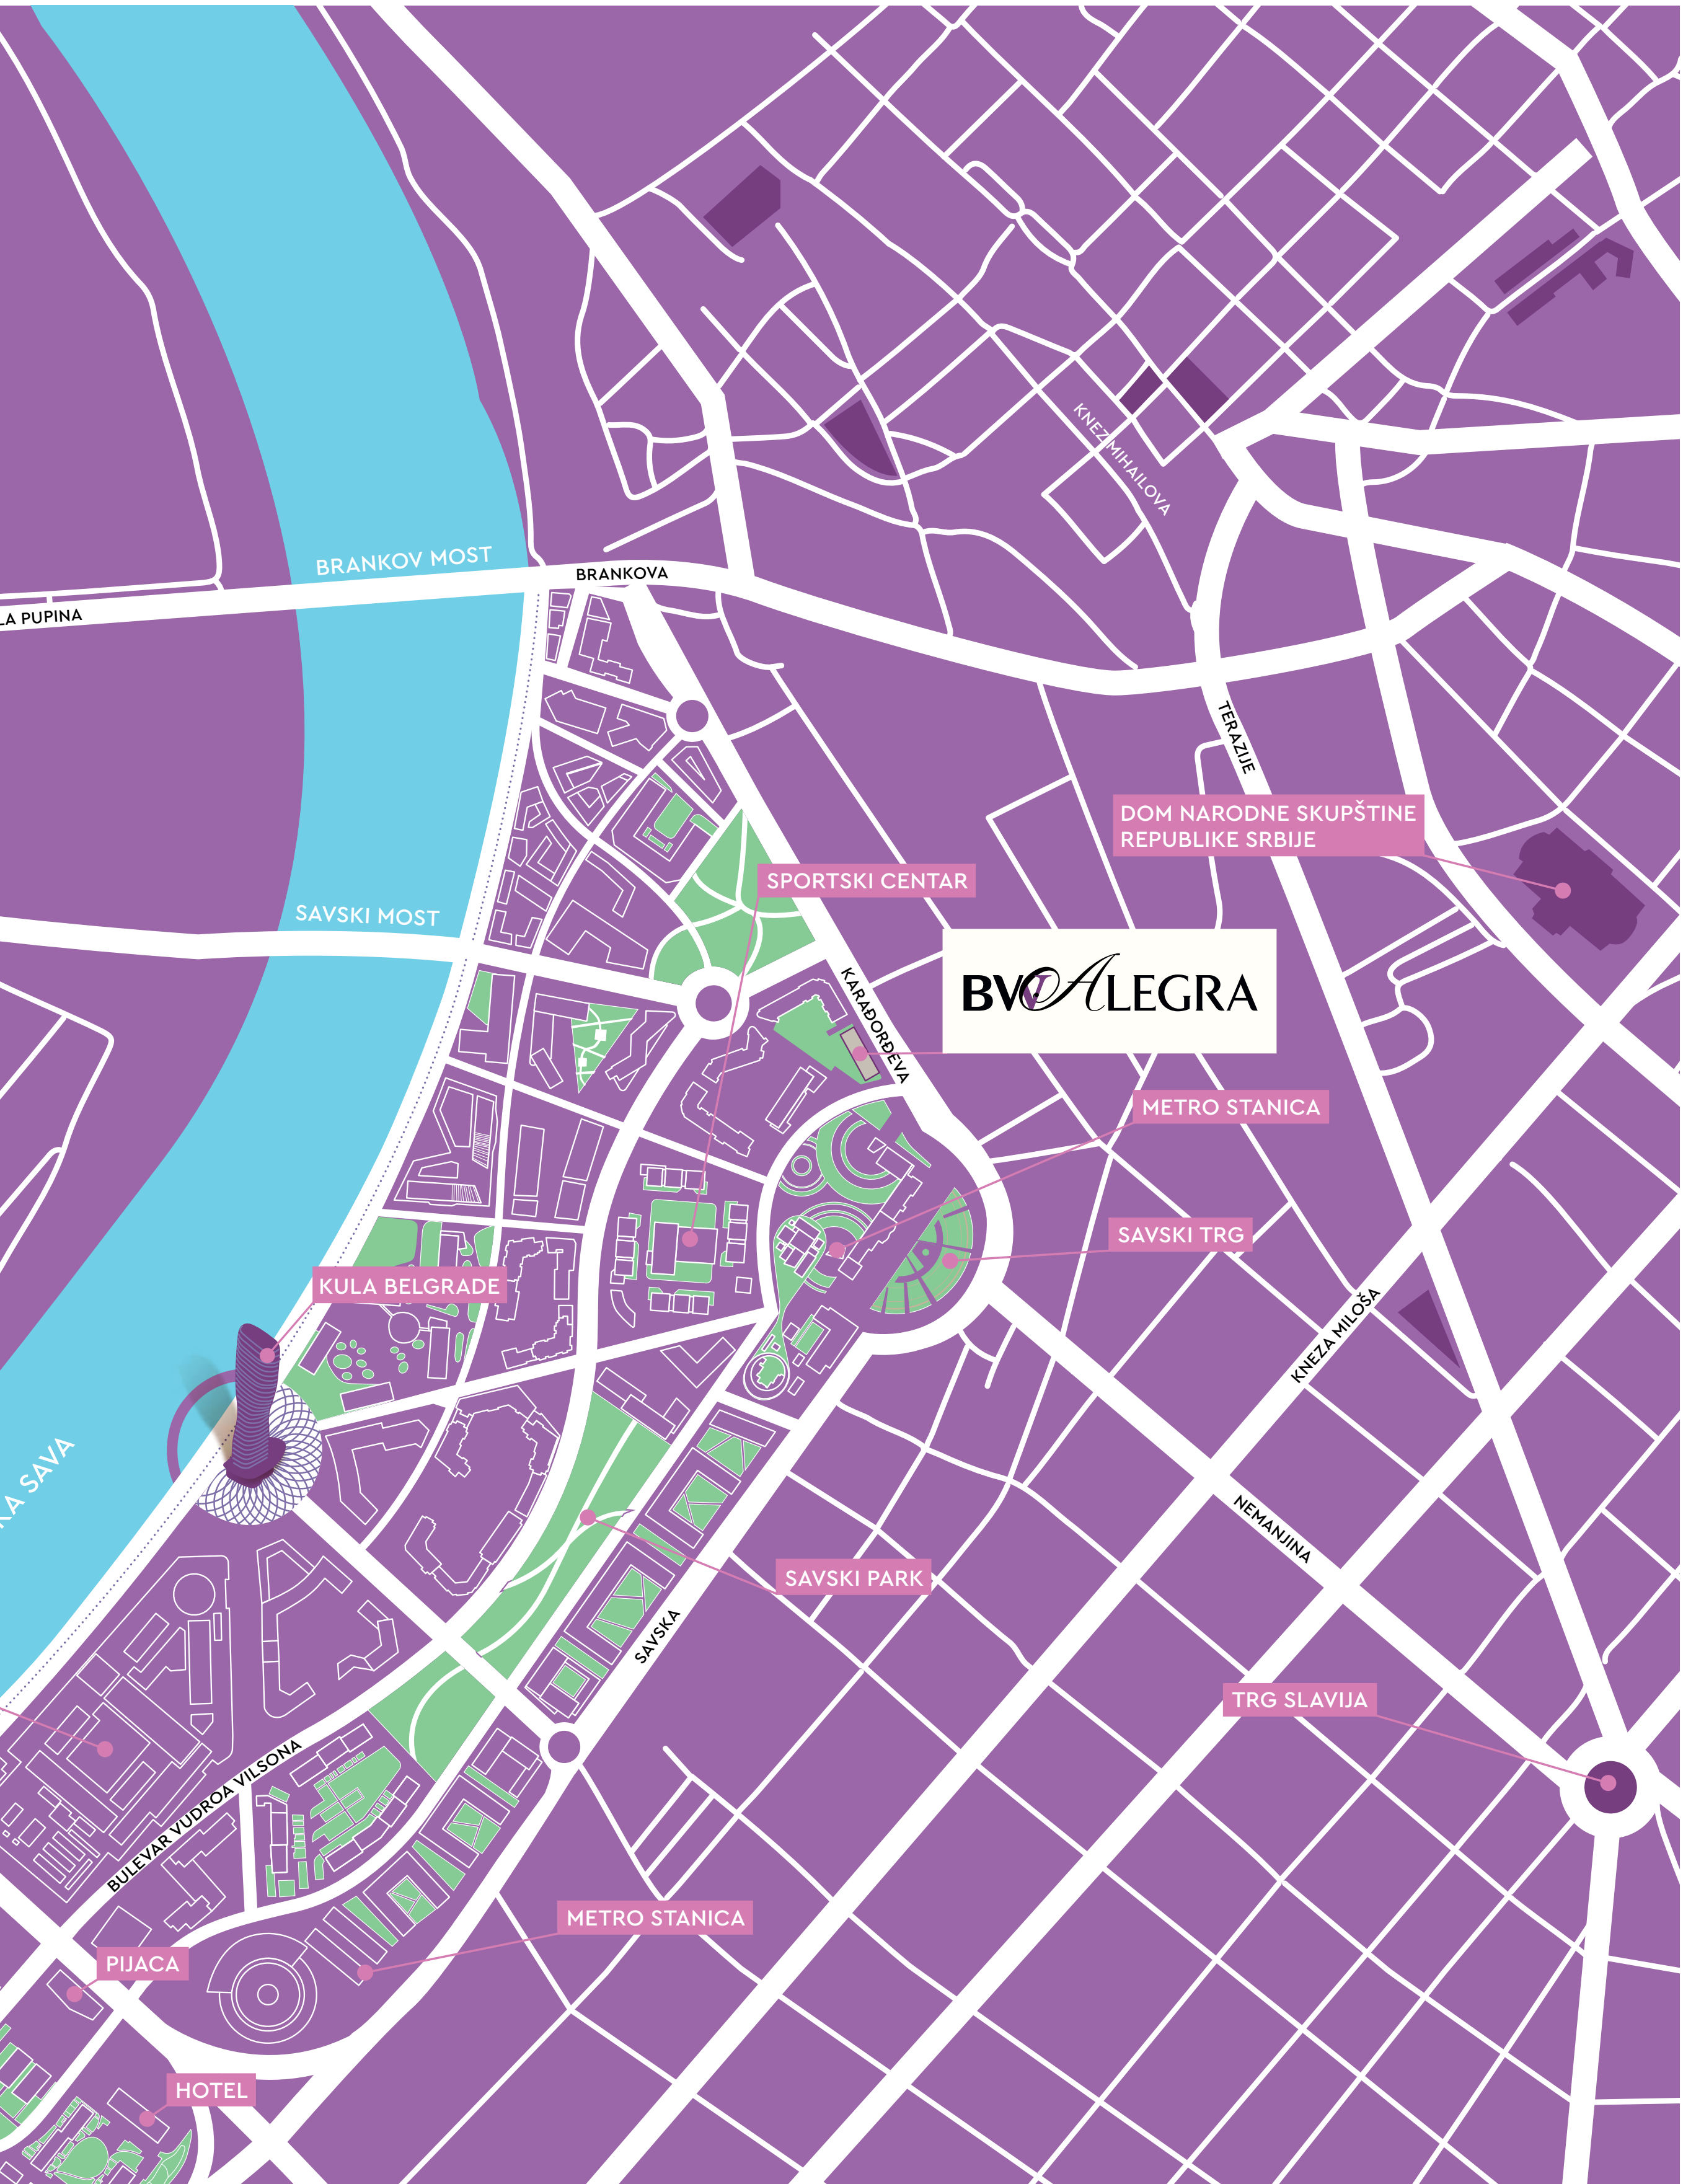 KNEZ MIHAILOVA
BRANKOV MOST
BRANKOVA
LA PUPINA
TERAZIJE
DOM NARODNE SKUPŠTINE
REPUBLIKE SRBIJE
SPORTSKI CENTAR
SAVSKI MOST
KARAĐORĐEVA
BW ALEGRA
METRO STANICA
SAVSKI TRG
KULA BELGRADE
KNEZA MILOŠA
KA SAVA
NEMANJINA
SAVSKI PARK
SAVSKA
TRG SLAVIJA
BULEVAR VUDROA VILSONA
METRO STANICA
PIJACA
HOTEL